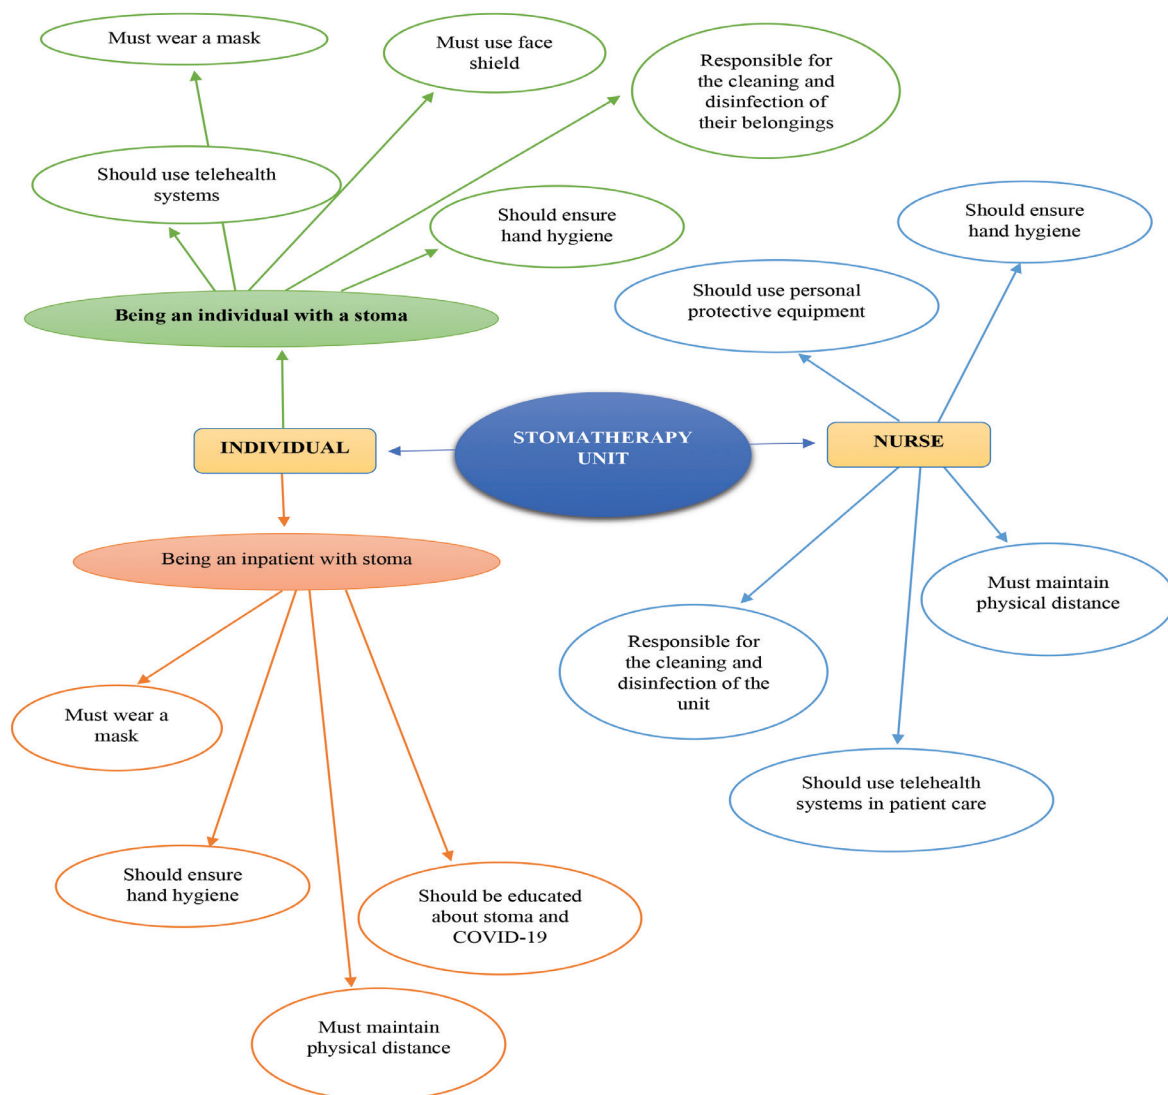 Must wear a mask
Must use face
shield
Responsible for
the cleaning and
disinfection of
their belongings
Should use telehealth
systems
Should ensure
hand hygiene
Being an individual with a stoma
Should ensure
hand hygiene
Should use personal
protective equipment
INDIVIDUAL
STOMATHERAPY
UNIT
NURSE
Being an inpatient with stoma
Must maintain
physical distance
Responsible for
the cleaning and
disinfection of the
unit
Should use telehealth
systems in patient care
Must wear a
mask
Should ensure
hand hygiene
Should be educated
about stoma and
COVID-19
Must maintain
physical distance